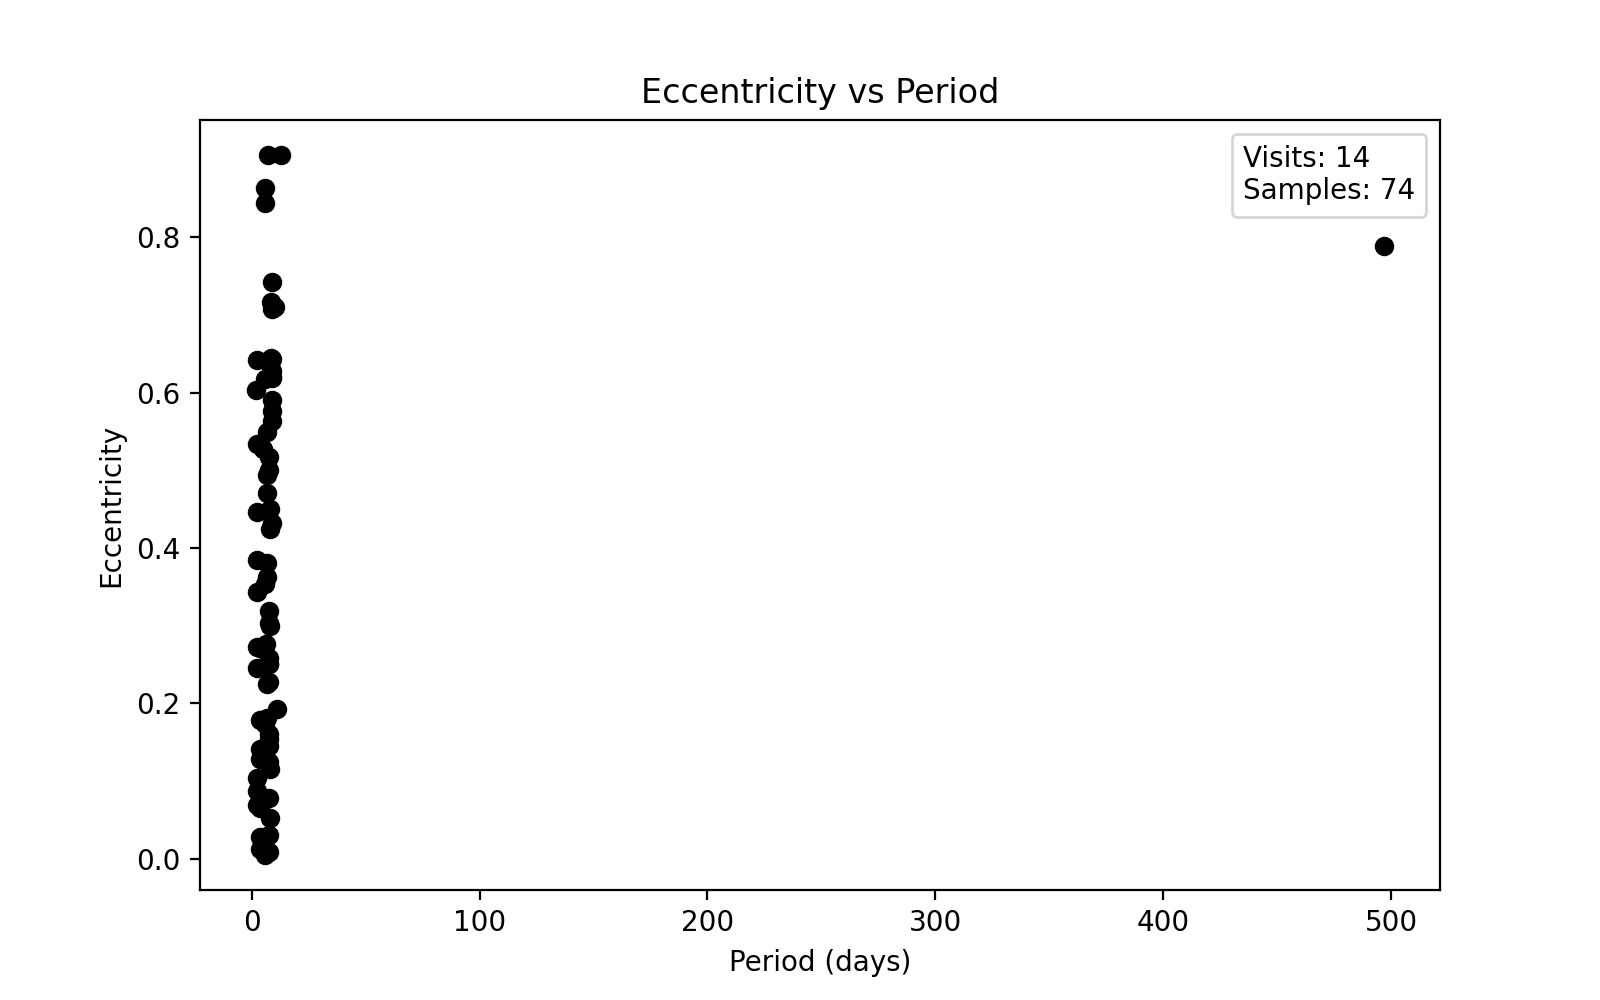 Eccentricity vs Period
Visits: 14
Samples: 74
0.8
0.6
0.4
0.2
0.0
Eccentricity
0 100 200 300 400 500
Period (days)